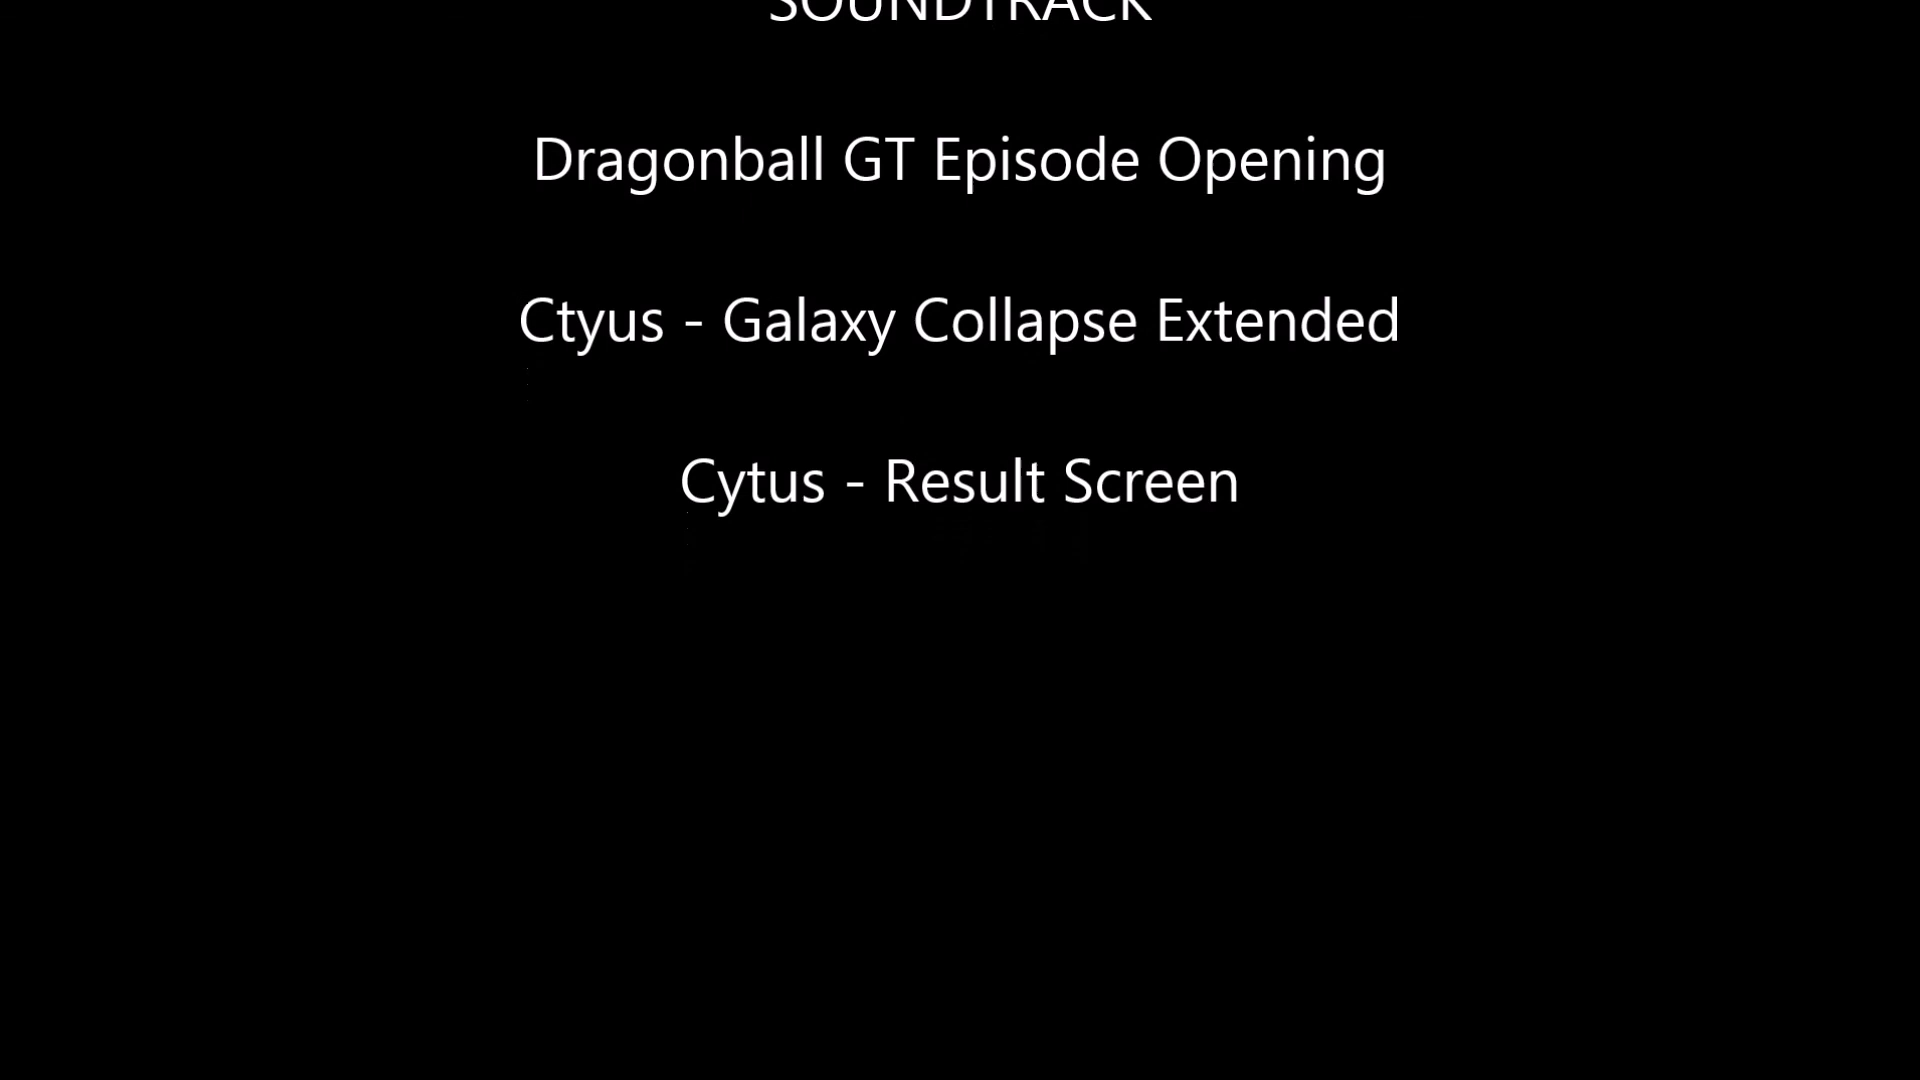 SOUNDTRACK
Dragonball GT Episode Opening
Ctyus - Galaxy Collapse Extended
Cytus - Result Screen